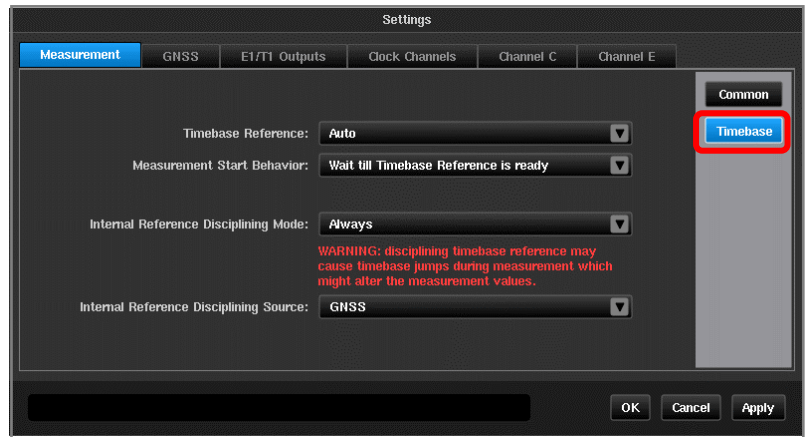 Settings
Measurement GNSS E1/T1 Outputs Clock Channels Channel C Channel E
Common
Timebase
Timebase Reference: Auto
Measurement Start Behavior: Wait till Timebase Reference is ready
Internal Reference Disciplining Mode: Always
WARNING: disciplining timebase reference may
cause timebase jumps during measurement which
might alter the measurement values.
Internal Reference Disciplining Source: GNSS
OK Cancel Apply